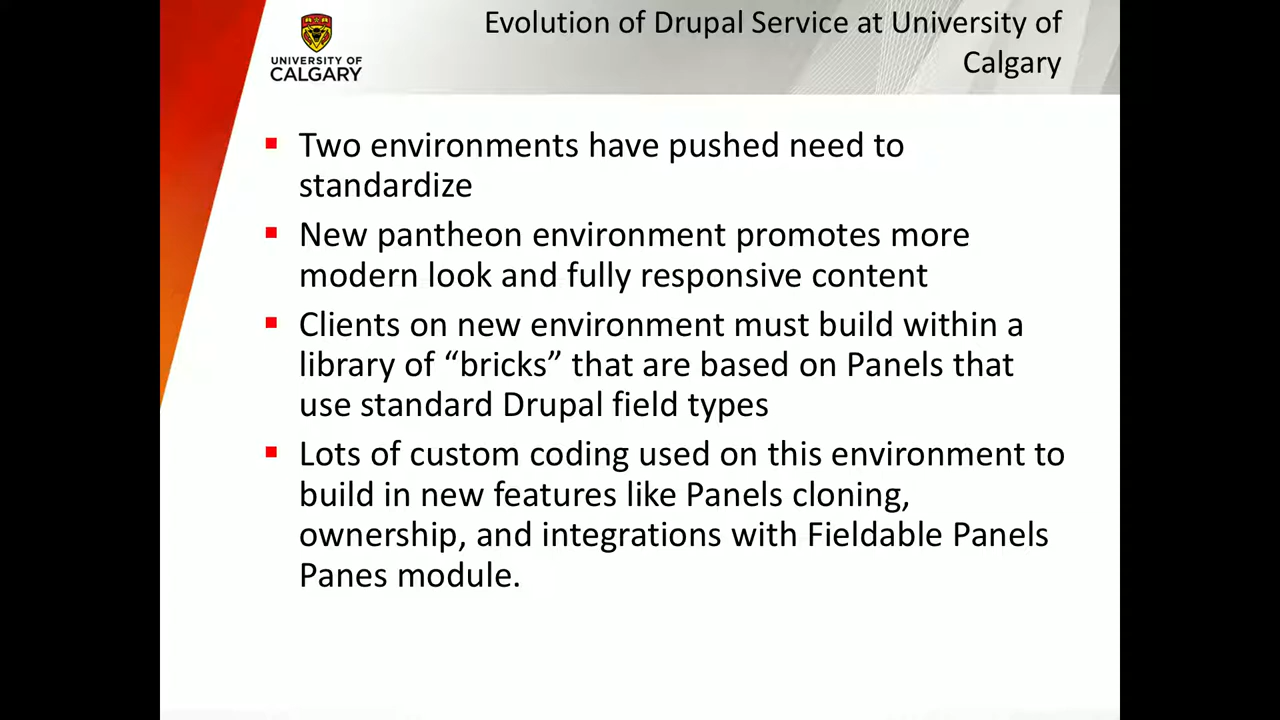 UNIVERSITY OF
CALGARY
Evolution of Drupal Service at University of
Calgary
Two environments have pushed need to
standardize
New pantheon environment promotes more
modern look and fully responsive content
Clients on new environment must build within a
library of “bricks” that are based on Panels that
use standard Drupal field types
Lots of custom coding used on this environment to
build in new features like Panels cloning,
ownership, and integrations with Fieldable Panels
Panes module.